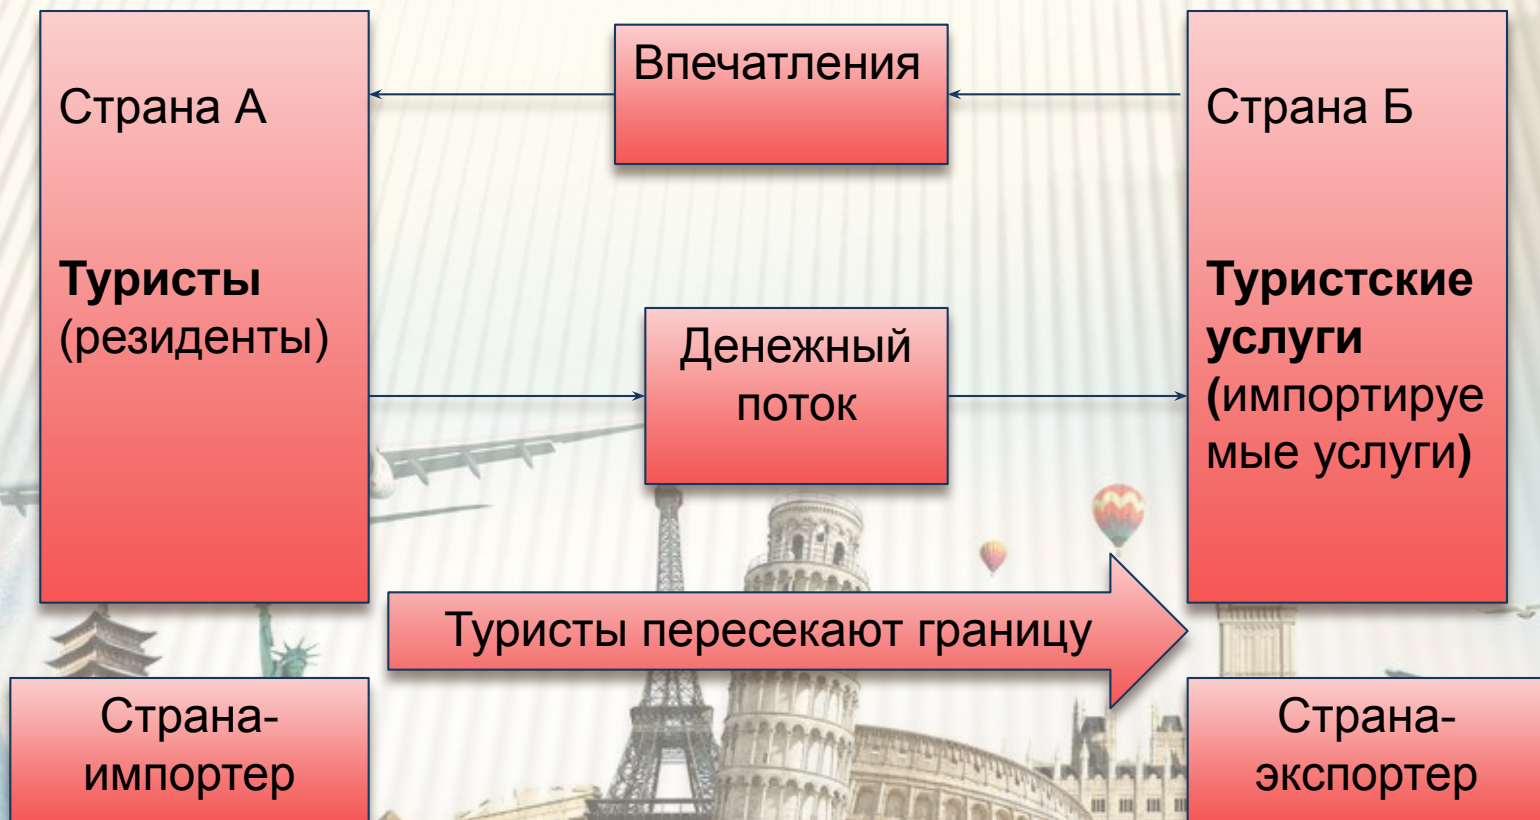 Страна А
Туристы
(резиденты)
Впечатления
Денежный
поток
Страна Б
Туристские
услуги
(импортируе
мые услуги)
Туристы пересекают границу
Страна-
импортер
Страна-
экспортер